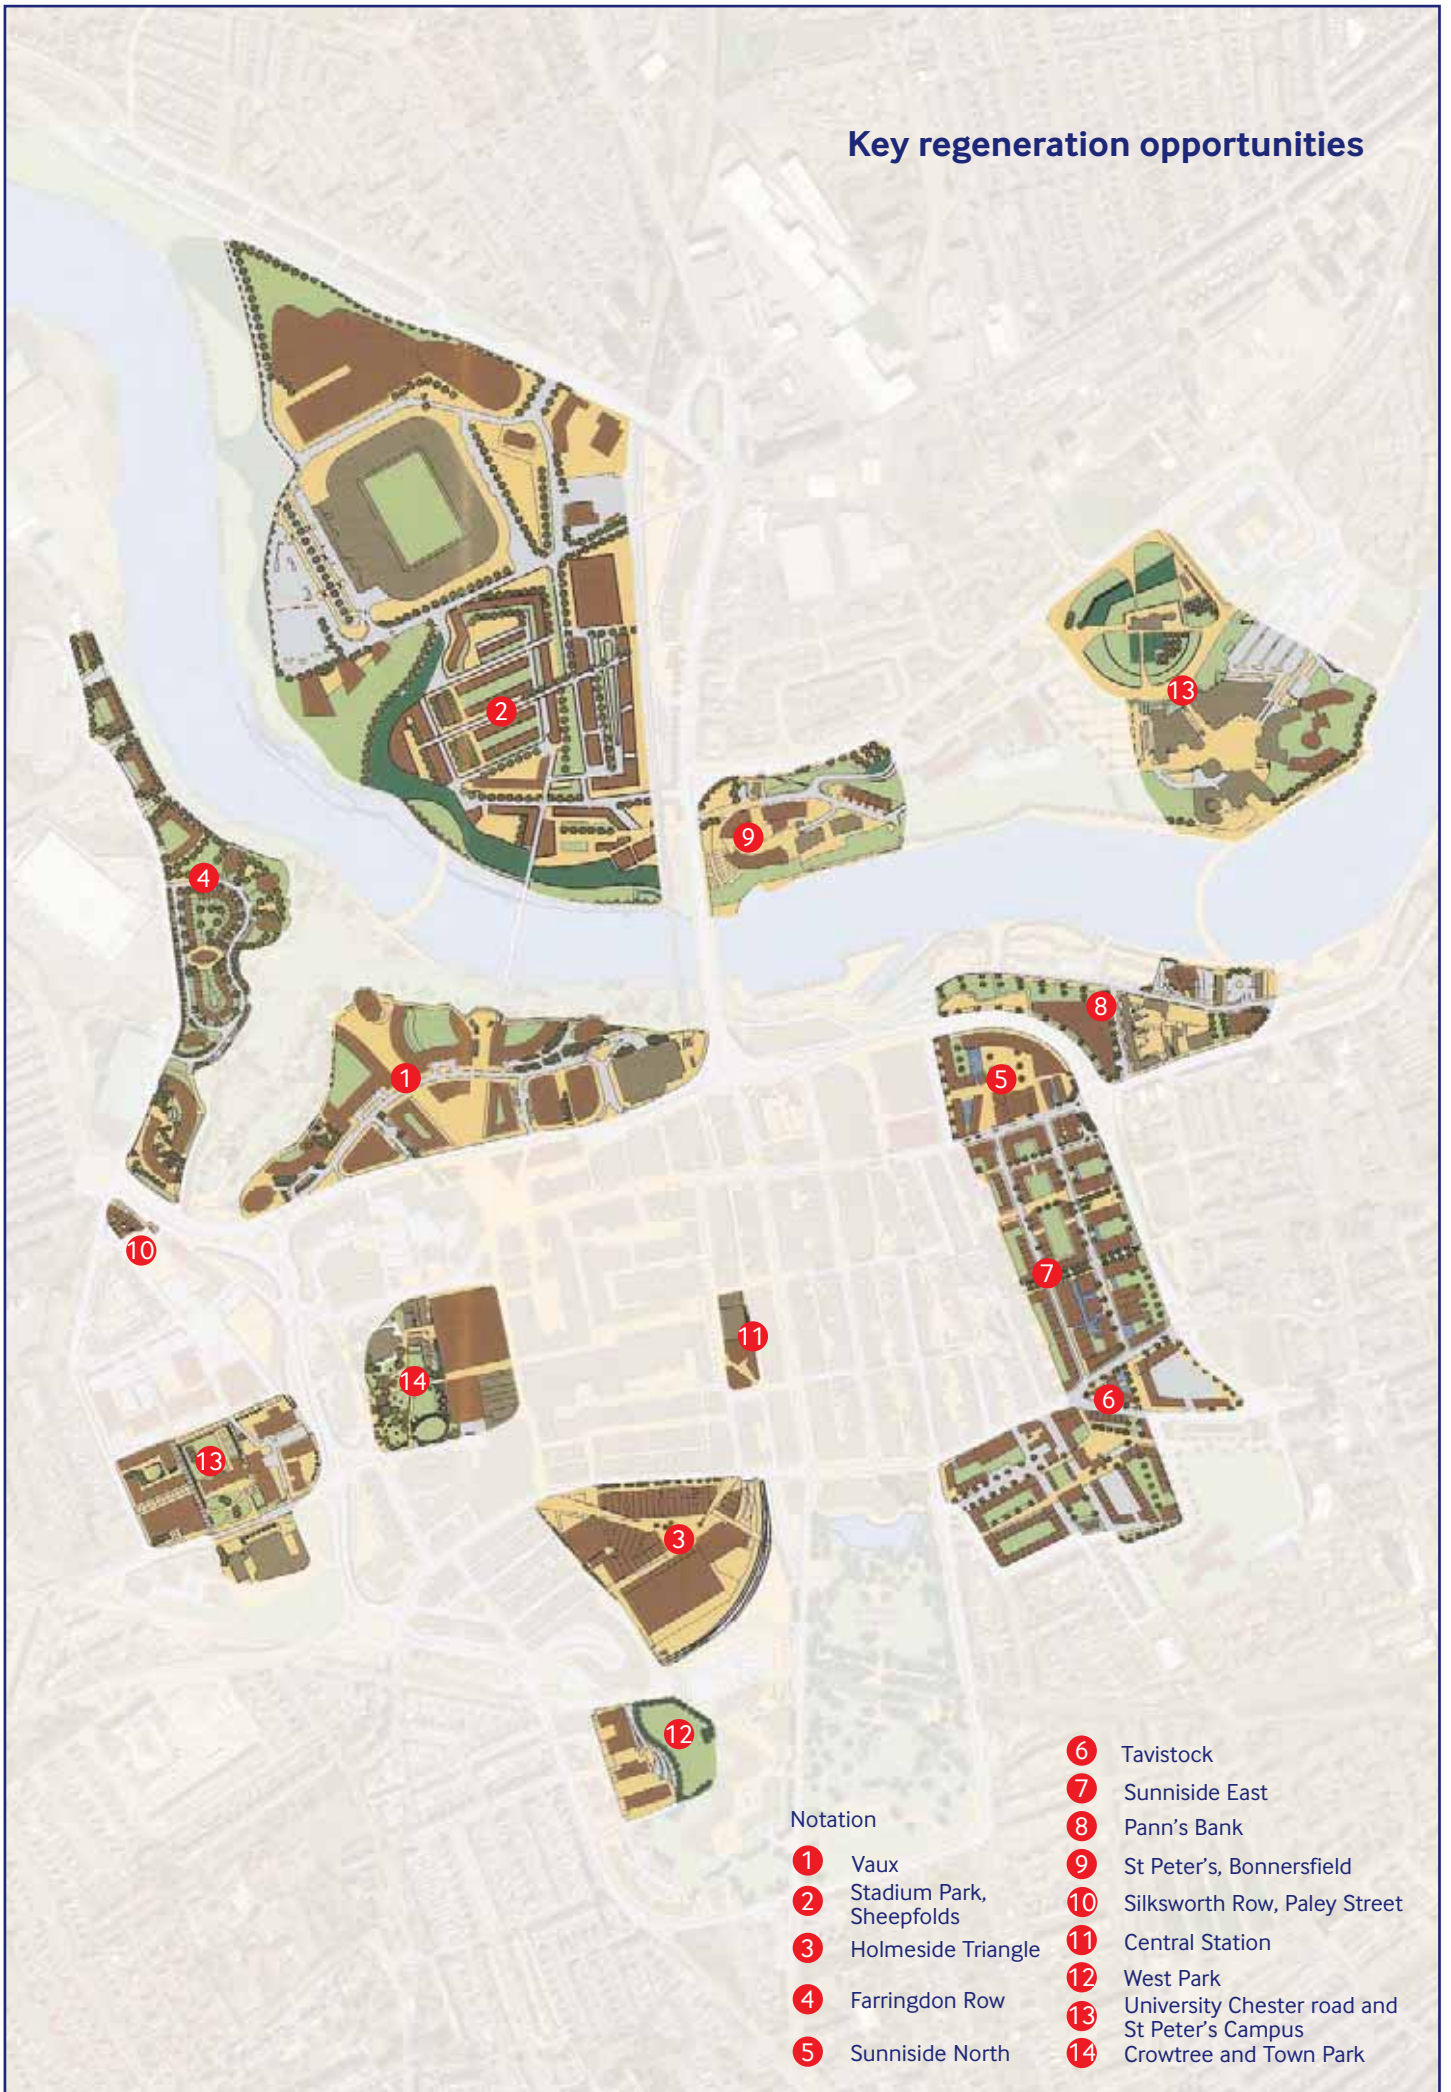 Key regeneration opportunities
2
13
9
4
8
1
5
10
7
11
14
6
13
3
12
Notation
1 Vaux
2 Stadium Park,
Sheepfolds
3 Holmeside Triangle
4 Farringdon Row
5 Sunniside North
6 Tavistock
7 Sunniside East
8 Pann's Bank
9 St Peter's, Bonnersfield
10 Silksworth Row, Paley Street
11 Central Station
12 West Park
13 University Chester road and
St Peter's Campus
14 Crowtree and Town Park